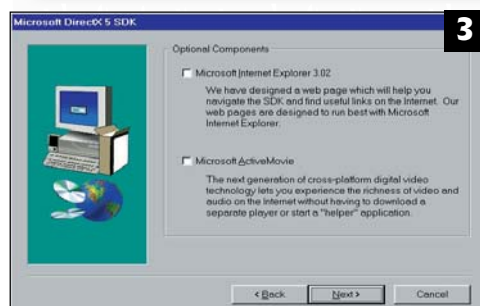 Microsoft DirectX 5 SDK
3
Optional Components
Microsoft Internet Explorer 3.02
We have designed a web page which will help you
navigate the SDK and find useful links on the Internet. Our
web pages are designed to run best with Microsoft
Internet Explorer.
Microsoft ActiveMovie
The next generation of cross-platform digital video
technology lets you experience the richness of video and
audio on the Internet without having to download a
separate player or start a "helper" application.
< Back
Next >
Cancel